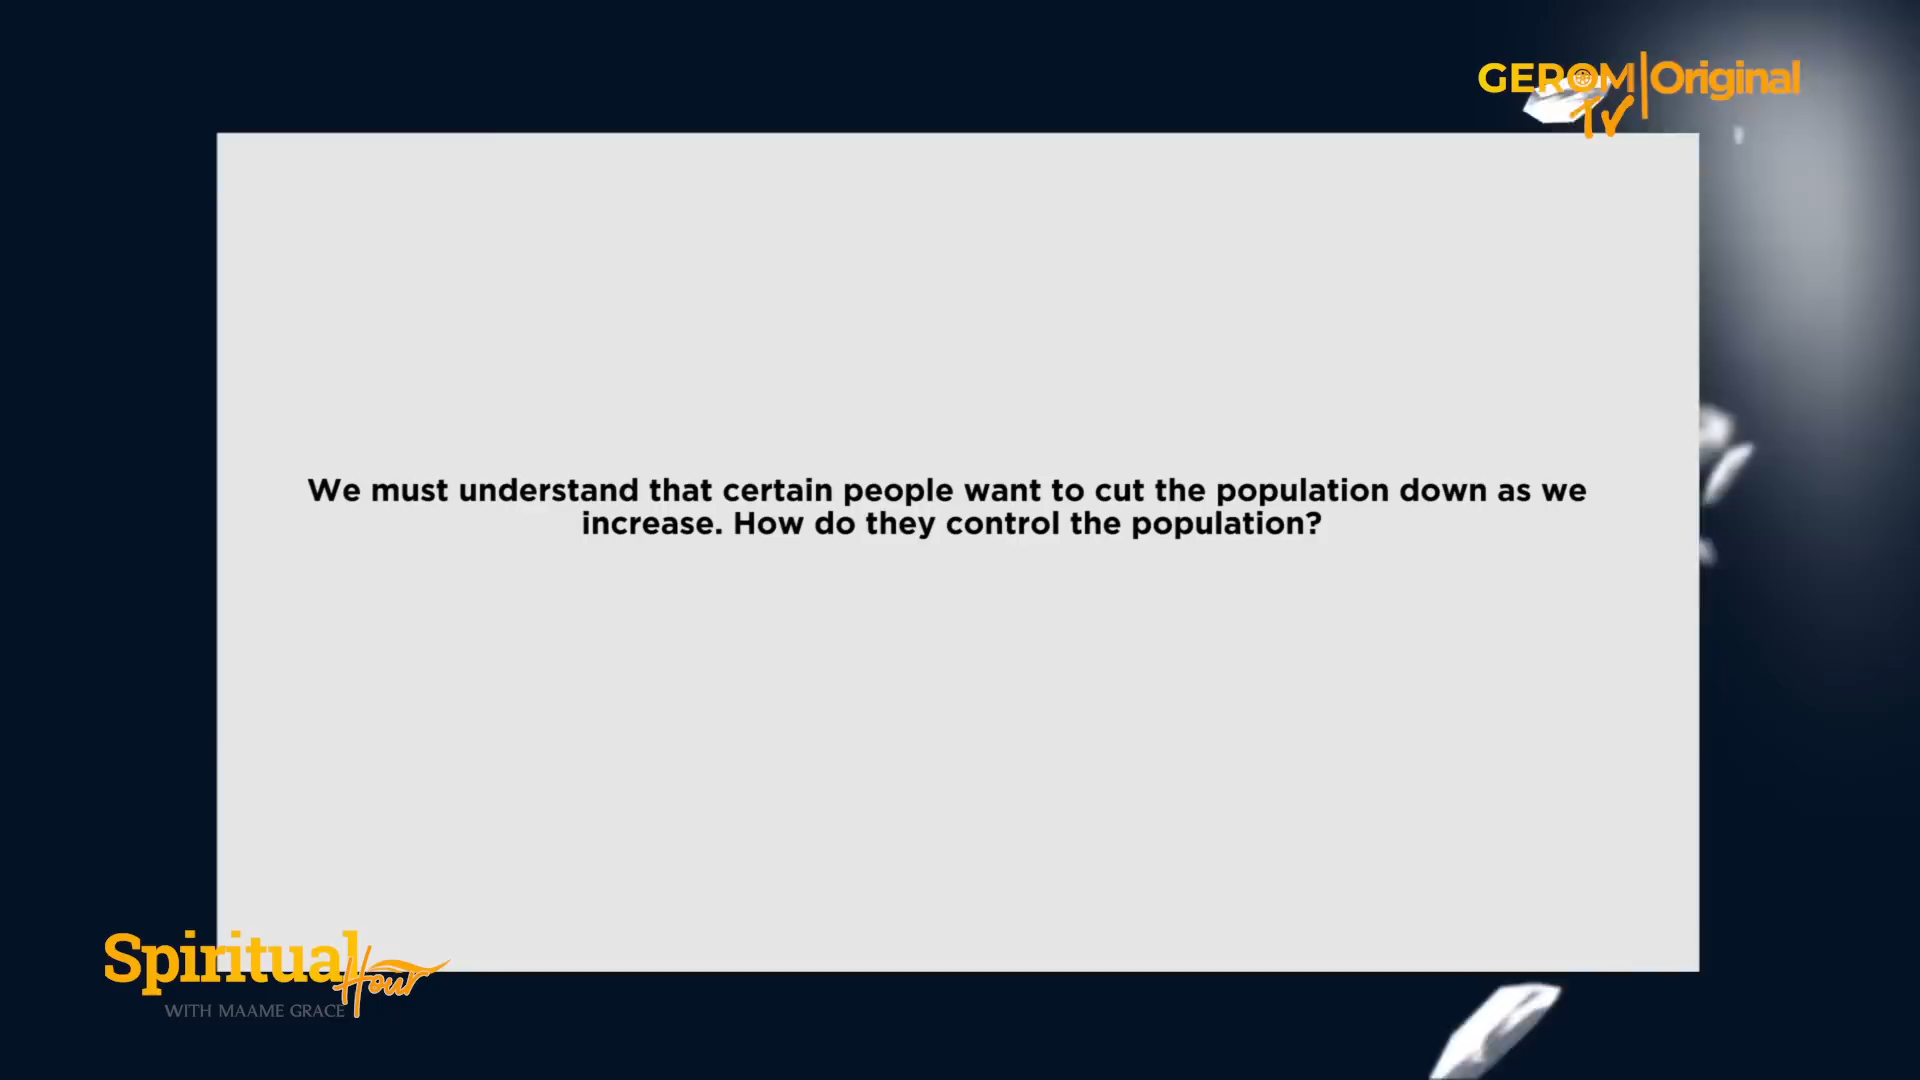 GEROM | Original
TV
We must understand that certain people want to cut the population down as we
increase. How do they control the population?
Spiritual
Hour
WITH MAAME GRACE